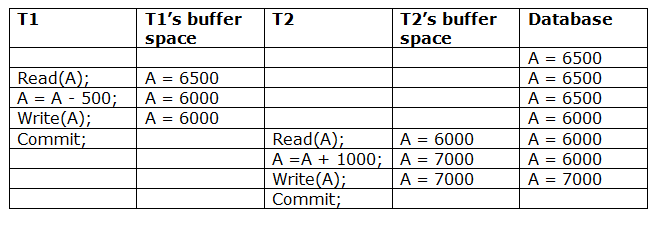 T1 T1's buffer space T2 T2's buffer space Database
A = 6500
Read(A); A = 6500 A = 6500
A = A - 500; A = 6000 A = 6500
Write(A); A = 6000 A = 6000
Commit; Read(A); A = 6000 A = 6000
A =A + 1000; A = 7000 A = 6000
Write(A); A = 7000 A = 7000
Commit;